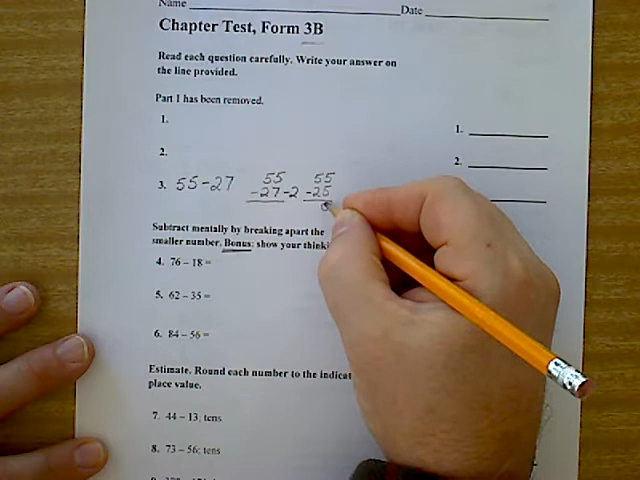 Name Date
Chapter Test, Form 3B
Read each question carefully. Write your answer on
the line provided.
Part 1 has been removed.
1.
1.
2.
2.
3. 55-27 55 55
-27-2 -25
Subtract mentally by breaking apart the
smaller number. Bonus: show your
4. 76 – 18 =
5. 62 – 35 =
6. 84 – 56 =
Estimate. Round each number to the
place value.
7. 44 – 13; tens
8. 73 – 56; tens